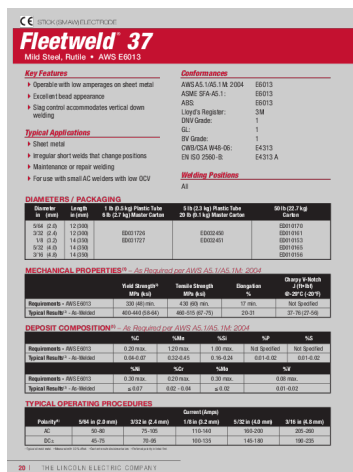 CE STICK (SMAW) ELECTRODE
Fleetweld® 37
Mild Steel, Rutile • AWS E6013
Key Features
Operable with low amperages on sheet metal
Excellent bead appearance
Slag control accommodates vertical down
welding
Typical Applications
Sheet metal
Irregular short welds that change positions
Maintenance or repair welding
For use with small AC welders with low OCV
Conformances
AWS A5.1/A5.1M: 2004 E6013
ASME SFA-A5.1: E6013
ABS: E6013
Lloyd's Register: 3M
DNV Grade: 1
GL: 1
BV Grade: 1
CWB/CSA W48-06: E4313
EN ISO 2560-B: E4313 A
Welding Positions
All
DIAMETERS / PACKAGING
Diameter in (mm) Length in (mm) 1 lb (0.5 kg) Plastic Tube 6 lb (2.7 kg) Master Carton 5 lb (2.3 kg) Plastic Tube 20 lb (9.1 kg) Master Carton 50 lb (22.7 kg) Carton
5/64 (2.0) 12 (300) ED010170
3/32 (2.4) 12 (300) ED031726 ED032450 ED010161
1/8 (3.2) 14 (350) ED031727 ED032451 ED010153
5/32 (4.0) 14 (350) ED010165
3/16 (4.8) 14 (350) ED010156
MECHANICAL PROPERTIES(1) – As Required per AWS A5.1/A5.1M: 2004
Yield Strength(2) MPa (ksi) Tensile Strength MPa (ksi) Elongation % Charpy V-Notch J (ft•lbf) @-29°C (-20°F)
Requirements - AWS E6013 330 (48) min. 430 (60) min. 17 min. Not Specified
Typical Results(3) - As-Welded 400-440 (58-64) 460-515 (67-75) 20-31 37-76 (27-56)
DEPOSIT COMPOSITION(1) – As Required per AWS A5.1/A5.1M: 2004
%C %Mn %Si %P %S
Requirements - AWS E6013 0.20 max. 1.20 max. 1.00 max. Not Specified Not Specified
Typical Results(3) - As-Welded 0.04-0.07 0.32-0.45 0.16-0.24 0.01-0.02 0.01-0.02
%Ni %Cr %Mo %V
Requirements - AWS E6013 0.30 max. 0.20 max. 0.30 max. 0.08 max.
Typical Results(3) - As-Welded ≤ 0.07 0.02 - 0.04 ≤ 0.02 0.01-0.02
TYPICAL OPERATING PROCEDURES
Current (Amps)
Polarity(4) 5/64 in (2.0 mm) 3/32 in (2.4 mm) 1/8 in (3.2 mm) 5/32 in (4.0 mm) 3/16 in (4.8 mm)
AC 50-80 75-105 110-140 160-200 205-260
DC± 45-75 70-95 100-135 145-180 190-235
20 | THE LINCOLN ELECTRIC COMPANY